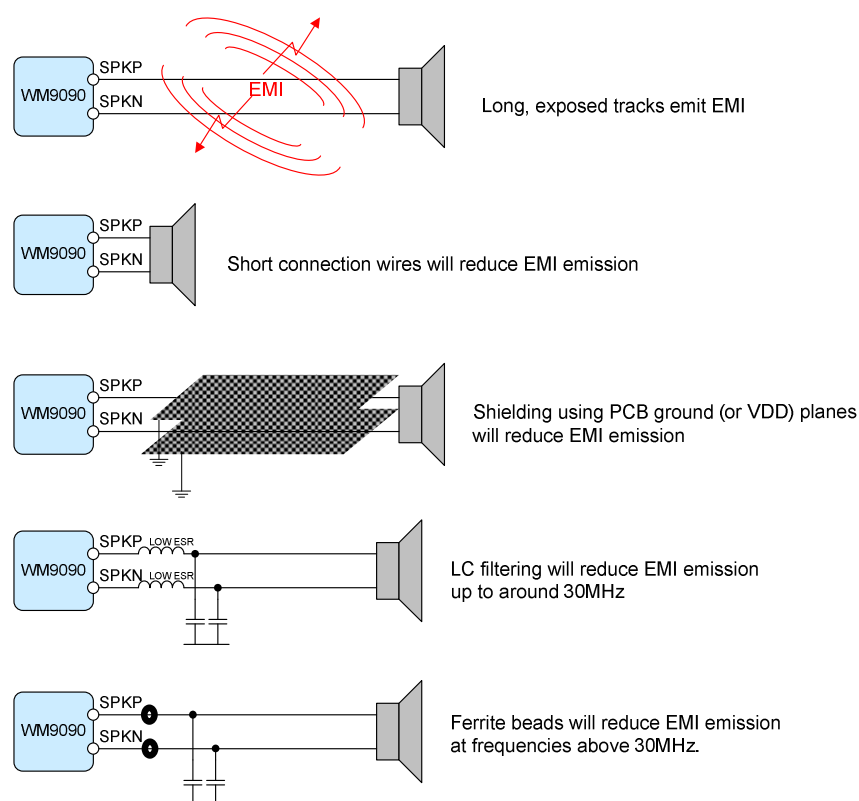 SPKP
WM9090
EMI
SPKN
Long, exposed tracks emit EMI
SPKP
WM9090
SPKN
Short connection wires will reduce EMI emission
SPKP
WM9090
SPKN
Shielding using PCB ground (or VDD) planes
will reduce EMI emission
SPKP
LOW ESR
WM9090
SPKN
LOW ESR
LC filtering will reduce EMI emission
up to around 30MHz
SPKP
WM9090
SPKN
Ferrite beads will reduce EMI emission
at frequencies above 30MHz.